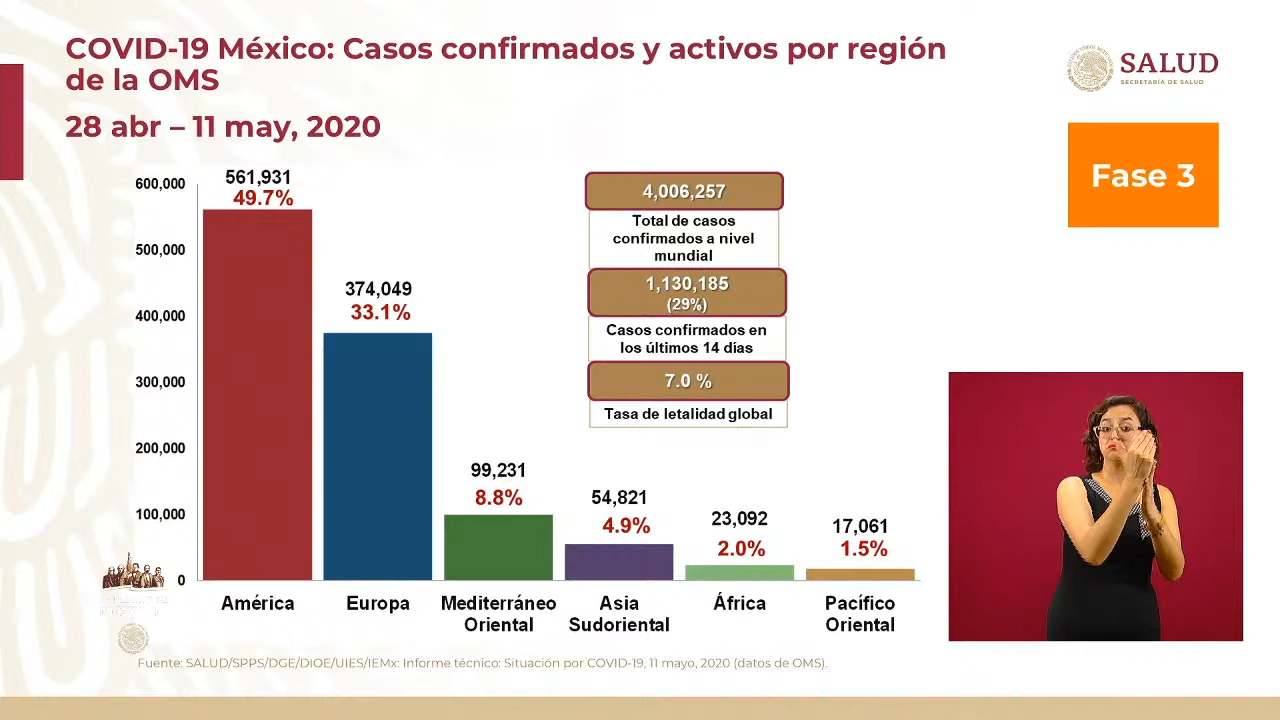 COVID-19 México: Casos confirmados y activos por región
de la OMS
28 abr – 11 may, 2020
SALUD
SECRETARÍA DE SALUD
Fase 3
600,000
500,000
400,000
300,000
200,000
100,000
0
561,931
49.7%
374,049
33.1%
99,231
8.8%
54,821
4.9%
23,092
2.0%
17,061
1.5%
América
Europa
Mediterráneo
Oriental
Asia
Sudoriental
África
Pacífico
Oriental
4,006,257
Total de casos
confirmados a nivel
mundial
1,130,185
(29%)
Casos confirmados en
los últimos 14 días
7.0 %
Tasa de letalidad global
Fuente: SALUD/SPPS/DGE/DIOE/UIES/IEMx: Informe técnico: Situación por COVID-19, 11 mayo, 2020 (datos de OMS).